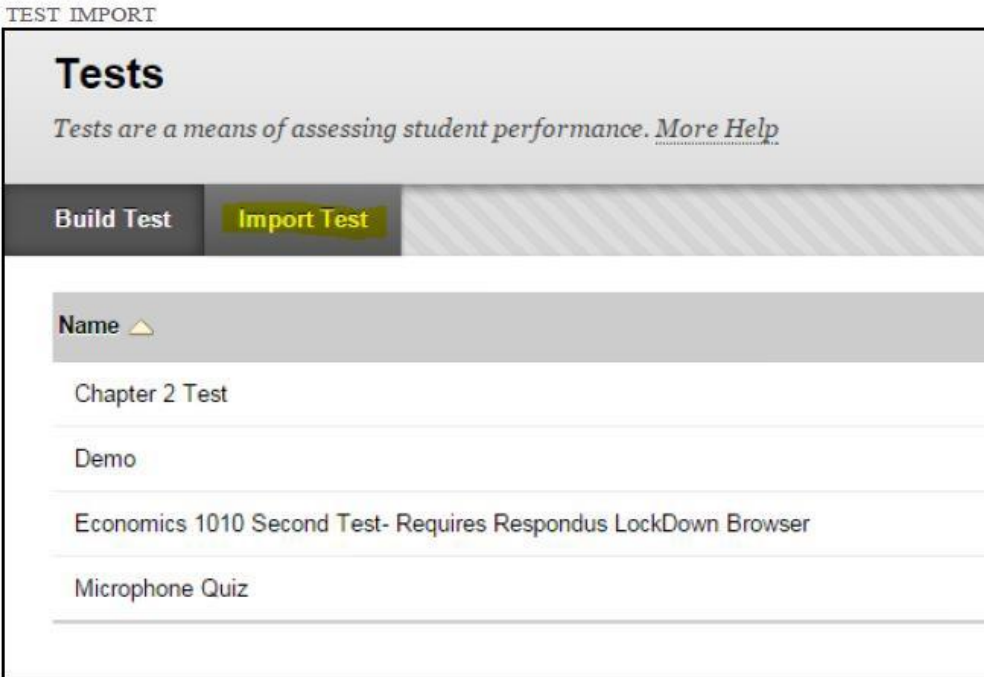 TEST IMPORT
Tests
Tests are a means of assessing student performance. More Help
Build Test Import Test
Name
Chapter 2 Test
Demo
Economics 1010 Second Test- Requires Respondus LockDown Browser
Microphone Quiz